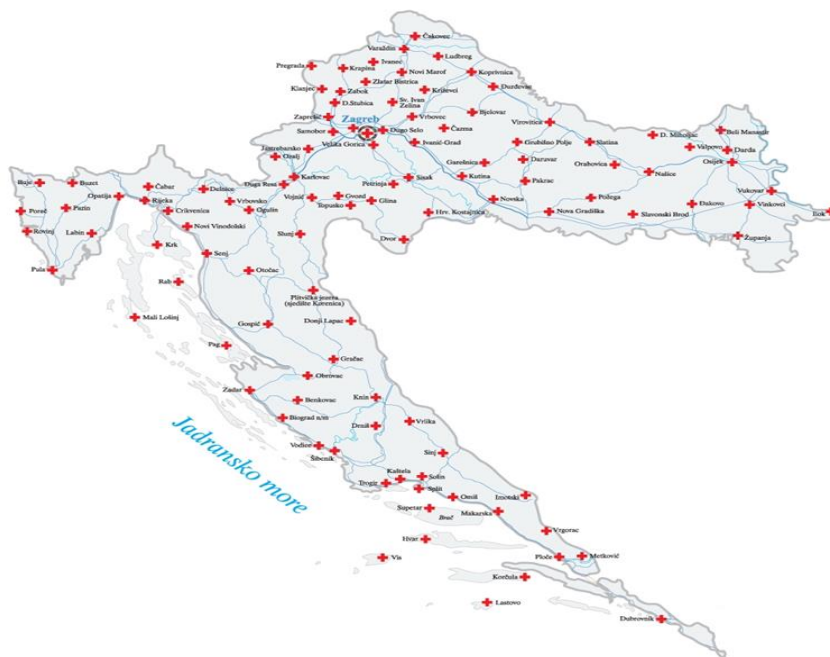 Čakovec
Varaždin
Ivanec
Ludbreg
Pregrada
Krapina
Novi Marof
Koprivnica
Zlatar Bistrica
Klanjec
Zabok
Križevci
Đurđevac
D.Stubica
Sv. Ivan
Zelina
Zaprešić
Zagreb
Vrbovec
Bjelovar
Virovitica
Samobor
Dugo Selo
Čazma
D. Miholjac
Beli Manastir
Velika Gorica
Ivanić-Grad
Grubišno Polje
Slatina
Valpovo
Darda
Jastrebarsko
Ozalj
Garešnica
Daruvar
Orahovica
Našice
Osijek
Karlovac
Sisak
Kutina
Pakrac
Buje
Buzet
Čabar
Delnice
Duga Resa
Petrinja
Vukovar
Opatija
Rijeka
Vrbovsko
Vojnić
Gvozd
Topusko
Glina
Novska
Požega
Đakovo
Vinkovci
Poreč
Pazin
Crikvenica
Ogulin
Hrv. Kostajnica
Nova Gradiška
Slavonski Brod
Ilok
Rovinj
Labin
Novi Vinodolski
Slunj
Dvor
Županja
Krk
Senj
Pula
Otočac
Rab
Plitvička jezera
(sjedište Korenica)
Mali Lošinj
Gospić
Donji Lapac
Pag
Gračac
Obrovac
Zadar
Benkovac
Knin
Biograd n/m
Drniš
Vrlika
Jadransko more
Vodice
Šibenik
Sinj
Kaštela
Solin
Trogir
Split
Omiš
Imotski
Supetar
Brač
Makarska
Vrgorac
Hvar
Vis
Ploče
Metković
Korčula
Lastovo
Dubrovnik